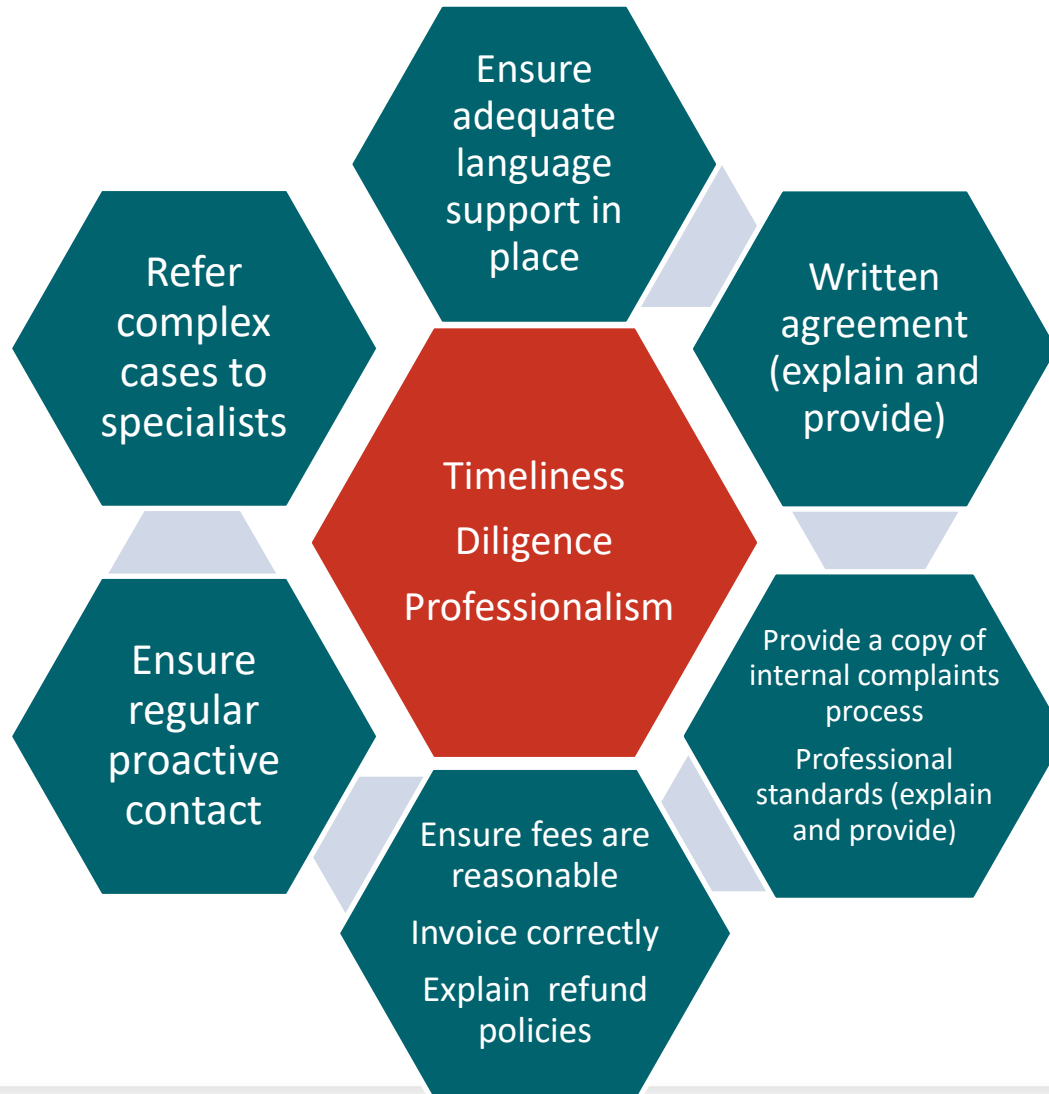 Ensure
adequate
language
support in
place
Written
agreement
(explain and
provide)
Provide a copy of
internal complaints
process
Professional
standards (explain
and provide)
Ensure fees are
reasonable
Invoice correctly
Explain  refund
policies
Ensure
regular
proactive
contact
Refer
complex
cases to
specialists
Timeliness
Diligence
Professionalism